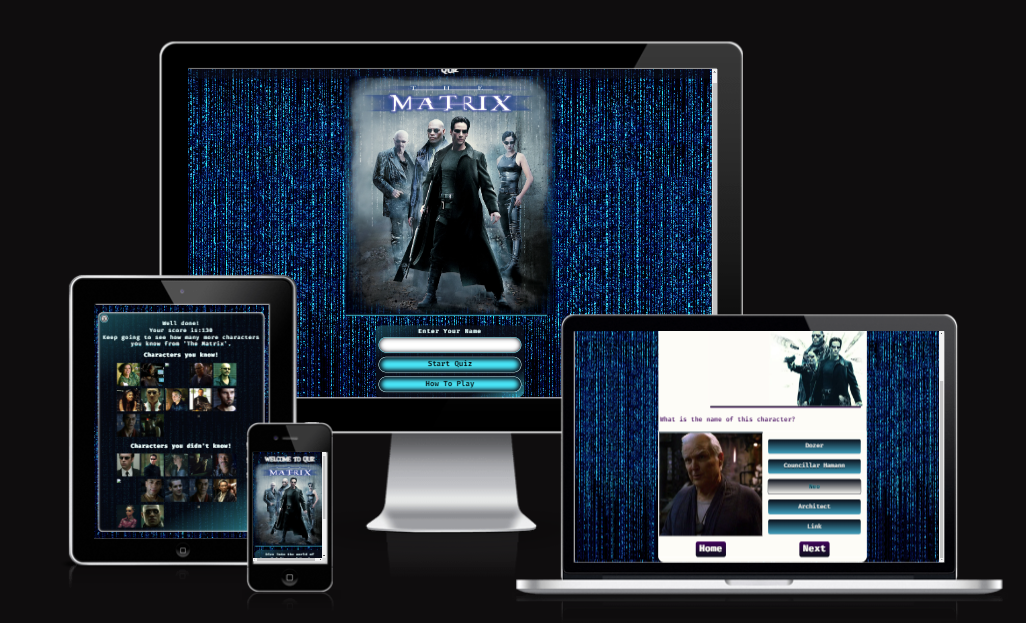 QUIZ
THE
MATRIX
Enter Your Name
Start Quiz
How To Play
Well done!
Your score is:130
Keep going to see how many more characters
you know from 'The Matrix'.
Characters you know!
Characters you didn't know!
WELCOME TO QUIZ
MATRIX
What is the name of this character?
Dozer
Councillar Hamann
Neo
Architect
Link
Home
Next